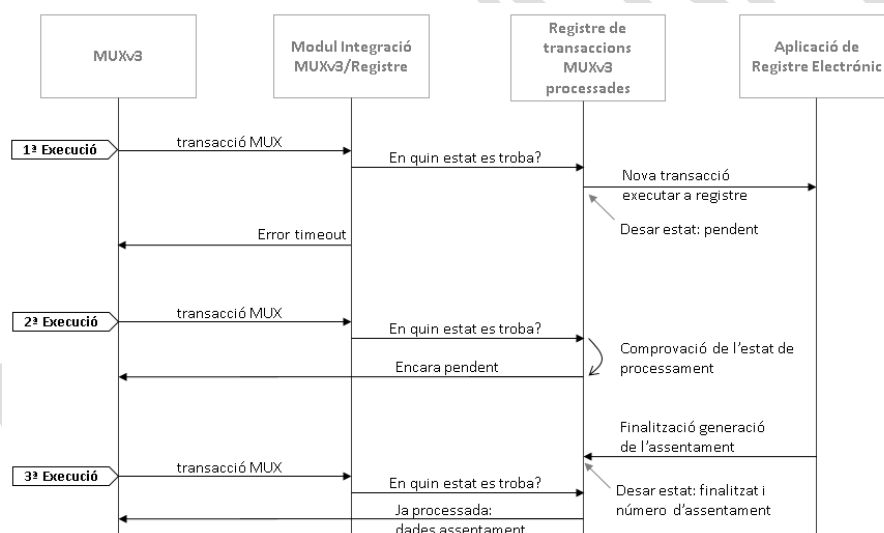 MUXv3
Modul Integració
MUXv3/Registre
Registre de
transaccions
MUXv3
processades
Aplicació de
Registre Electrónic
1ª Execució
transacció MUX
En quin estat es troba?
Nova transacció
executar a registre
Desar estat: pendent
Error timeout
2ª Execució
transacció MUX
En quin estat es troba?
Comprovació de l'estat de
processament
Encara pendent
Finalització generació
de l'assentament
3ª Execució
transacció MUX
En quin estat es troba?
Desar estat: finalitzat i
número d'assentament
Ja processada:
dades assentament